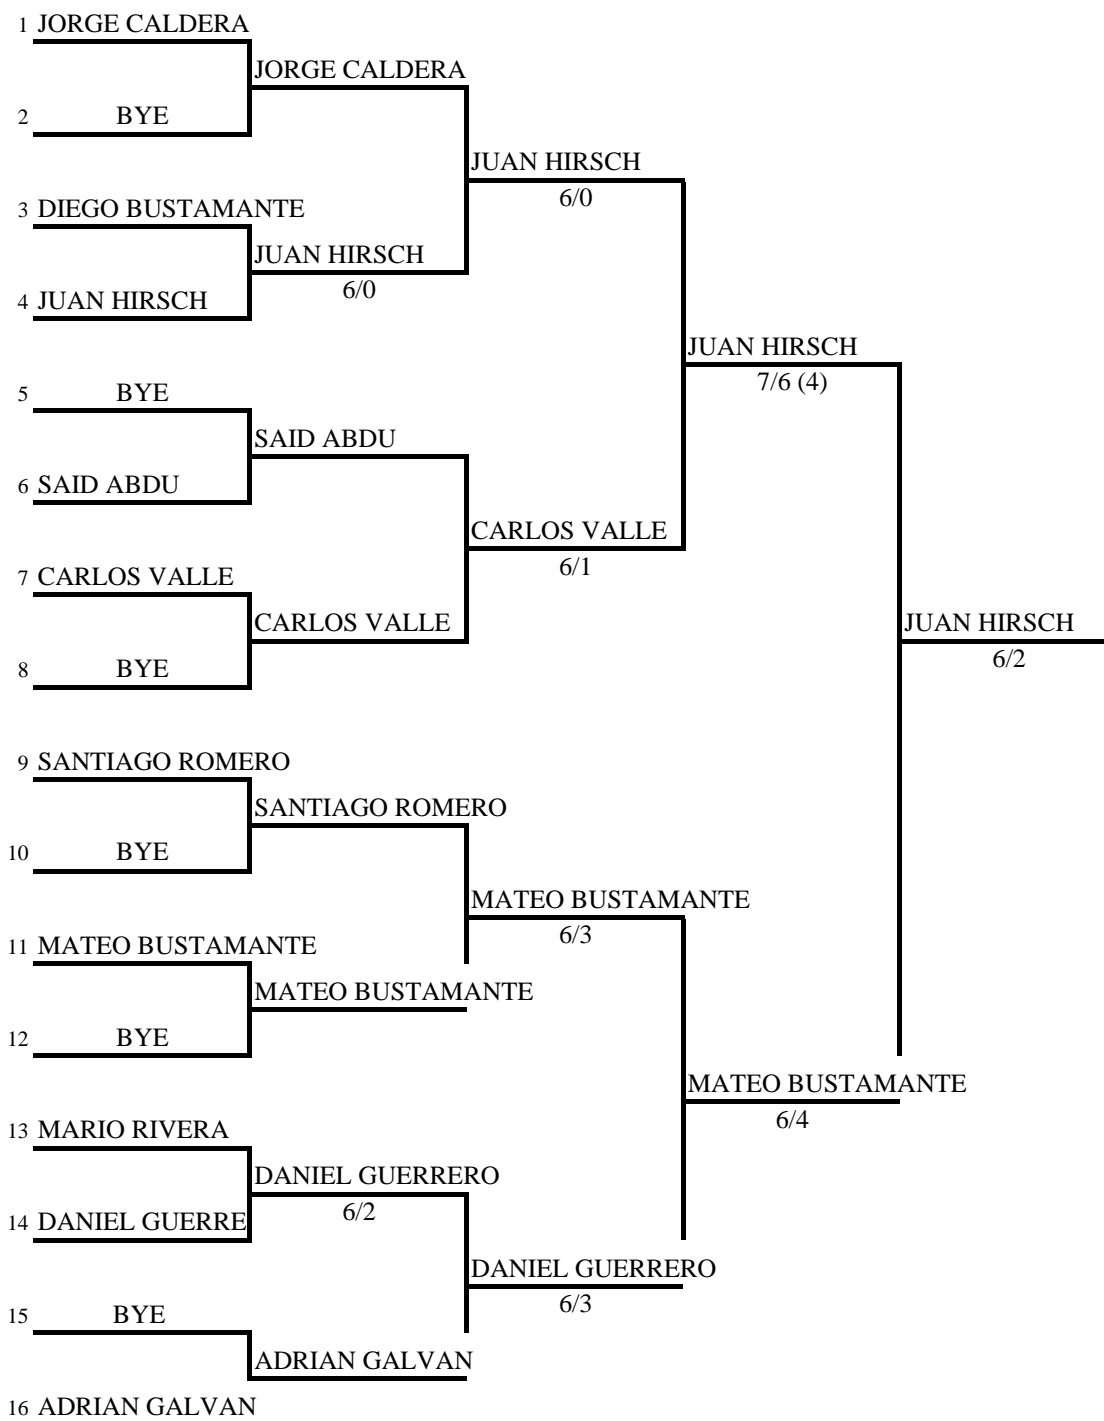 1 JORGE CALDERA
JORGE CALDERA
2 BYE
JUAN HIRSCH
6/0
3 DIEGO BUSTAMANTE
JUAN HIRSCH
6/0
4 JUAN HIRSCH
JUAN HIRSCH
7/6 (4)
5 BYE
SAID ABDU
6 SAID ABDU
CARLOS VALLE
6/1
7 CARLOS VALLE
CARLOS VALLE
JUAN HIRSCH
6/2
8 BYE
9 SANTIAGO ROMERO
SANTIAGO ROMERO
10 BYE
MATEO BUSTAMANTE
6/3
11 MATEO BUSTAMANTE
MATEO BUSTAMANTE
12 BYE
MATEO BUSTAMANTE
6/4
13 MARIO RIVERA
DANIEL GUERRERO
6/2
14 DANIEL GUERRE
DANIEL GUERRERO
6/3
15 BYE
ADRIAN GALVAN
16 ADRIAN GALVAN